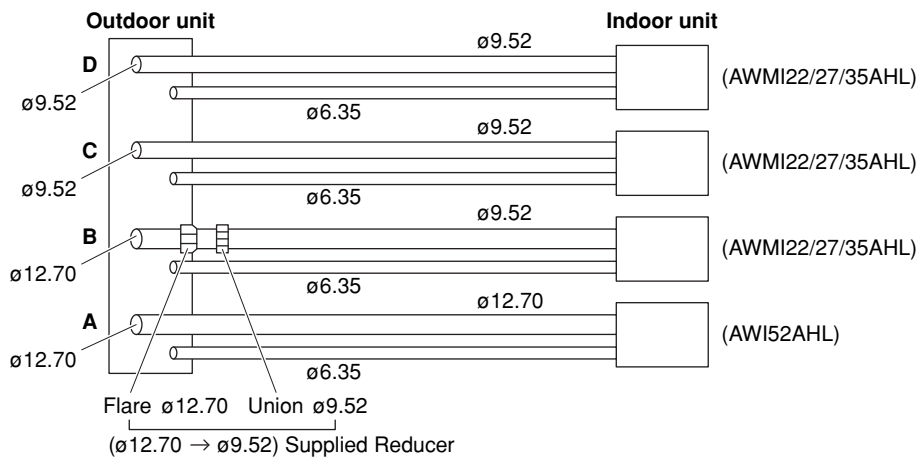 Outdoor unit
Indoor unit
D
ø9.52
ø9.52
ø6.35
(AWMI22/27/35AHL)
C
ø9.52
ø9.52
ø6.35
(AWMI22/27/35AHL)
B
ø12.70
ø9.52
ø6.35
(AWMI22/27/35AHL)
A
ø12.70
ø12.70
ø6.35
(AWI52AHL)
Flare ø12.70 Union ø9.52
(ø12.70 → ø9.52) Supplied Reducer